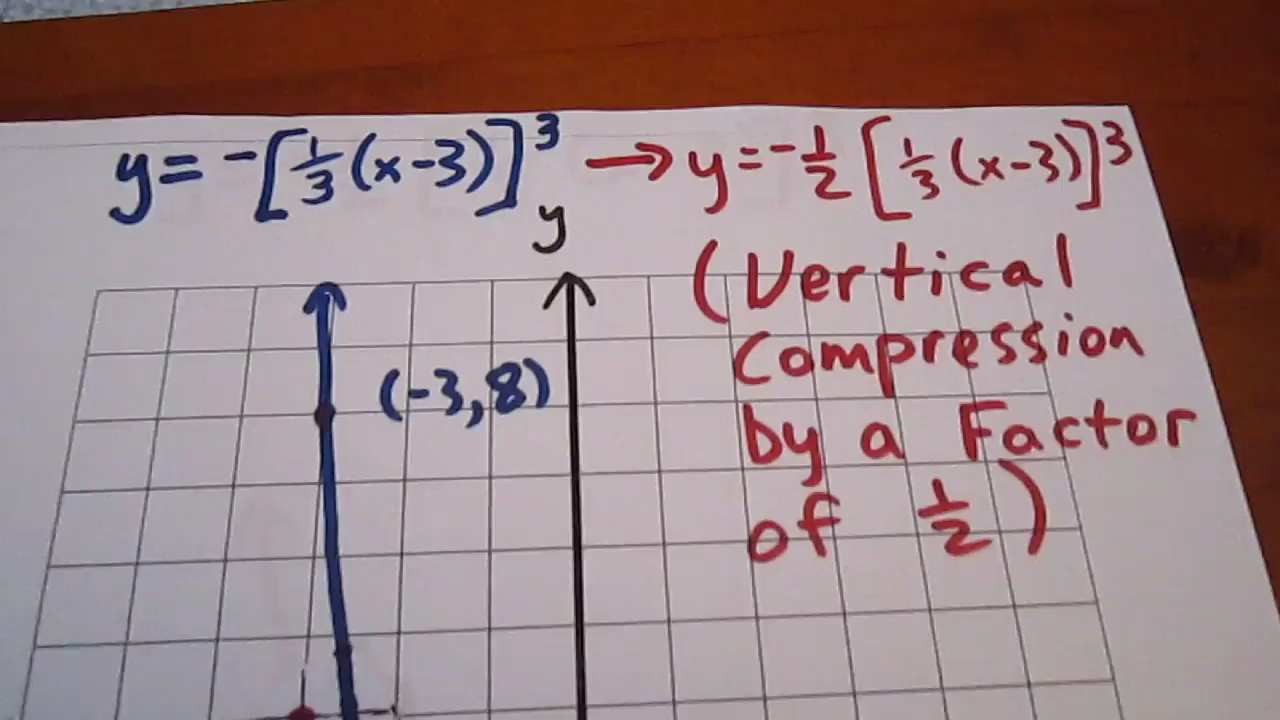 y = -[1/3(x-3)]³ → y = -1/2[1/3(x-3)]³
y
(Vertical
Compression
(-3,8)
by a Factor
of 1/2)